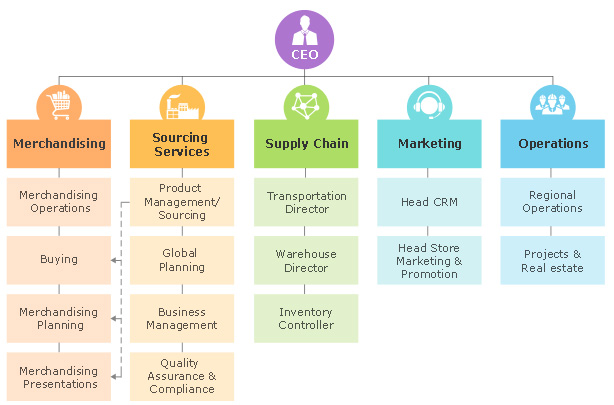 CEO
Merchandising
Sourcing
Services
Supply Chain
Marketing
Operations
Merchandising
Operations
Product
Management/
Sourcing
Transportation
Director
Head CRM
Regional
Operations
Buying
Global
Planning
Warehouse
Director
Head Store
Marketing &
Promotion
Projects &
Real estate
Merchandising
Planning
Business
Management
Inventory
Controller
Merchandising
Presentations
Quality
Assurance &
Compliance